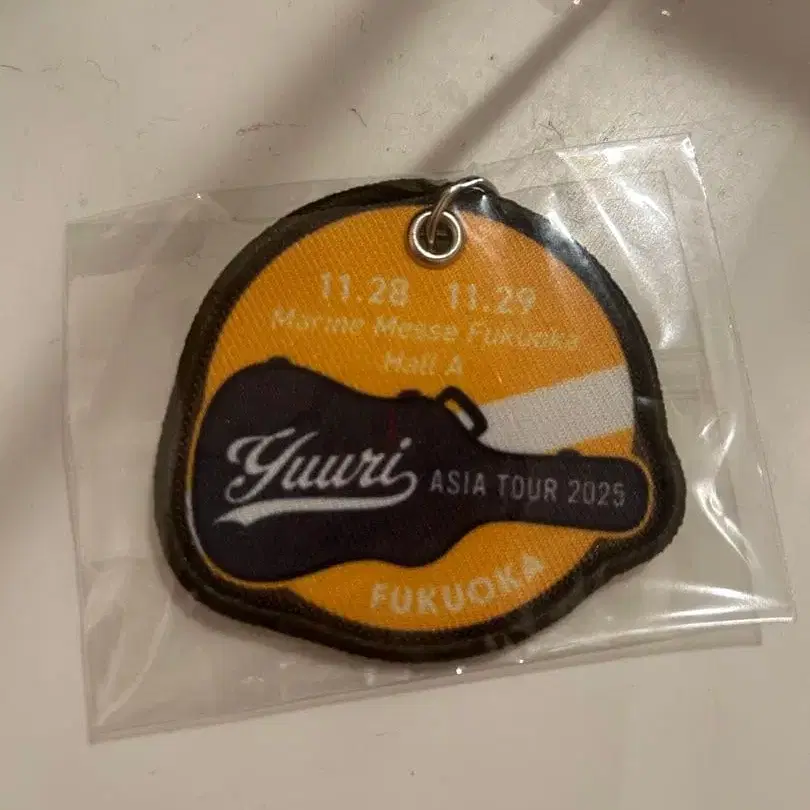 11.28 11.29
Marine Messe Fukuoka
Hall A
Yuuri ASIA TOUR 2025
FUKUOKA